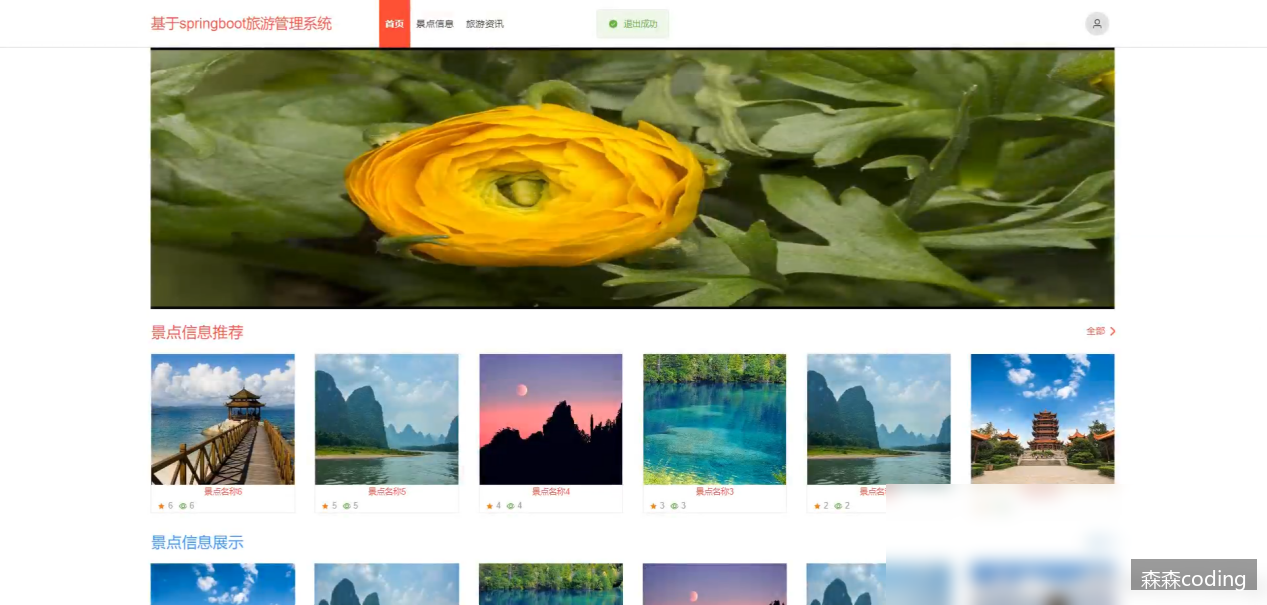 基于springboot旅游管理系统
首页 景点信息 旅游资讯
退出成功
景点信息推荐
全部
景点名称6
景点名称5
景点名称4
景点名称3
景点名
6 6
5 5
4 4
3 3
2 2
景点信息展示
森森coding